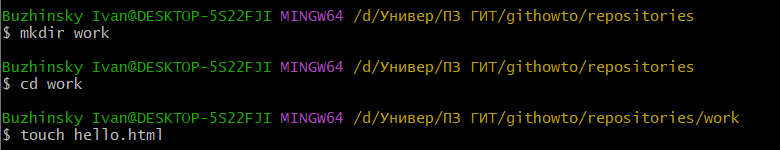 Buzhinsky Ivan@DESKTOP-5S22FJI MINGW64 /d/Универ/ПЗ ГИТ/githowto/repositories
$ mkdir work
Buzhinsky Ivan@DESKTOP-5S22FJI MINGW64 /d/Универ/ПЗ ГИТ/githowto/repositories
$ cd work
Buzhinsky Ivan@DESKTOP-5S22FJI MINGW64 /d/Универ/ПЗ ГИТ/githowto/repositories/work
$ touch hello.html